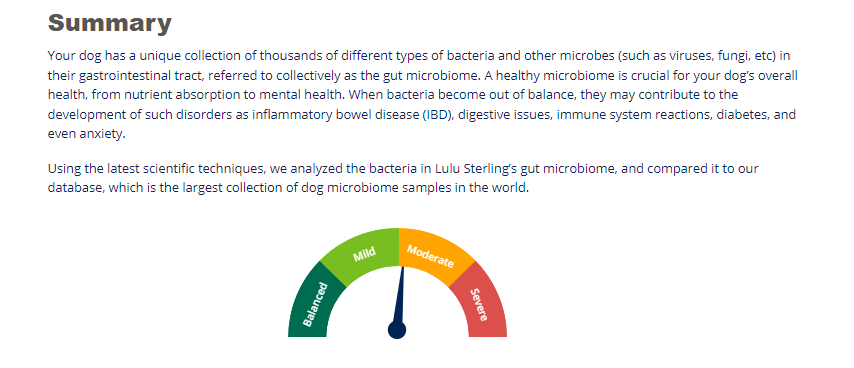 Summary
Your dog has a unique collection of thousands of different types of bacteria and other microbes (such as viruses, fungi, etc) in
their gastrointestinal tract, referred to collectively as the gut microbiome. A healthy microbiome is crucial for your dog's overall
health, from nutrient absorption to mental health. When bacteria become out of balance, they may contribute to the
development of such disorders as inflammatory bowel disease (IBD), digestive issues, immune system reactions, diabetes, and
even anxiety.
Using the latest scientific techniques, we analyzed the bacteria in Lulu Sterling's gut microbiome, and compared it to our
database, which is the largest collection of dog microbiome samples in the world.
Balanced
Mild
Moderate
Severe